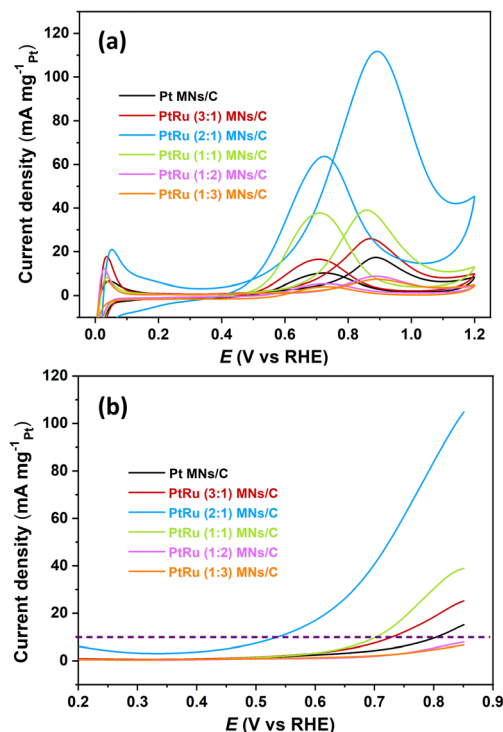 (a)
Current density (mA mg⁻¹Pt)
120
100
80
60
40
20
0
Pt MNs/C
PtRu (3:1) MNs/C
PtRu (2:1) MNs/C
PtRu (1:1) MNs/C
PtRu (1:2) MNs/C
PtRu (1:3) MNs/C
0.0 0.2 0.4 0.6 0.8 1.0 1.2
E (V vs RHE)
(b)
Current density (mA mg⁻¹Pt)
120
100
80
60
40
20
0
Pt MNs/C
PtRu (3:1) MNs/C
PtRu (2:1) MNs/C
PtRu (1:1) MNs/C
PtRu (1:2) MNs/C
PtRu (1:3) MNs/C
0.2 0.3 0.4 0.5 0.6 0.7 0.8 0.9
E (V vs RHE)